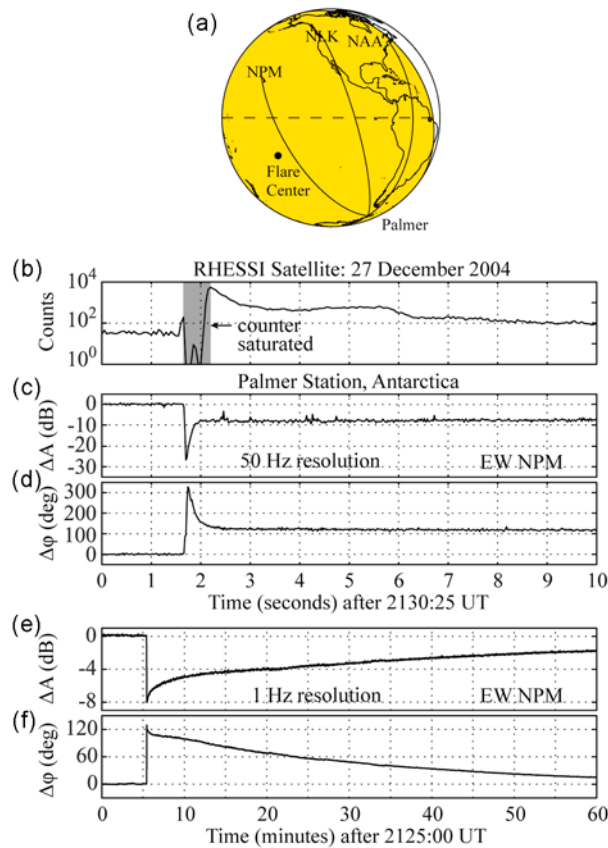 (a)
NLK NAA
NPM
Flare
Center
Palmer
(b)
RHESSI Satellite: 27 December 2004
Counts
10^4
10^2
10^0
counter
saturated
(c)
Palmer Station, Antarctica
ΔA (dB)
0
-10
-20
-30
50 Hz resolution EW NPM
(d)
Δφ (deg)
300
200
100
0
0 1 2 3 4 5 6 7 8 9 10
Time (seconds) after 2130:25 UT
(e)
ΔA (dB)
0
-4
-8
1 Hz resolution EW NPM
(f)
Δφ (deg)
120
60
0
0 10 20 30 40 50 60
Time (minutes) after 2125:00 UT